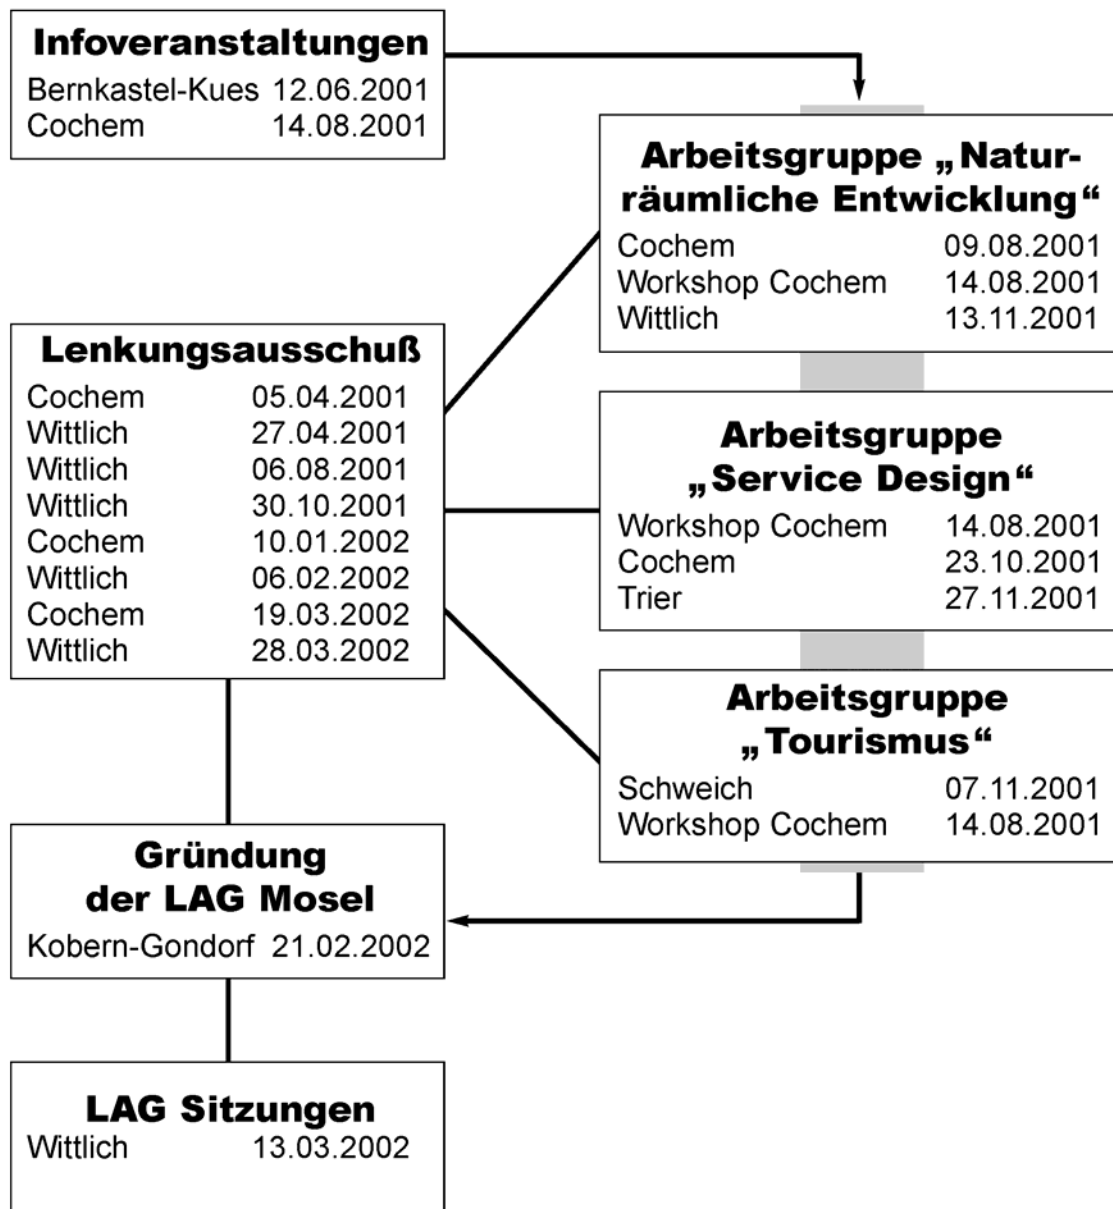 Infoveranstaltungen
Bernkastel-Kues 12.06.2001
Cochem 14.08.2001
Arbeitsgruppe „Natur-
räumliche Entwicklung“
Cochem 09.08.2001
Workshop Cochem 14.08.2001
Wittlich 13.11.2001
Lenkungsausschuß
Cochem 05.04.2001
Wittlich 27.04.2001
Wittlich 06.08.2001
Wittlich 30.10.2001
Cochem 10.01.2002
Wittlich 06.02.2002
Cochem 19.03.2002
Wittlich 28.03.2002
Arbeitsgruppe
„Service Design“
Workshop Cochem 14.08.2001
Cochem 23.10.2001
Trier 27.11.2001
Arbeitsgruppe
„Tourismus“
Schweich 07.11.2001
Workshop Cochem 14.08.2001
Gründung
der LAG Mosel
Kobern-Gondorf 21.02.2002
LAG Sitzungen
Wittlich 13.03.2002